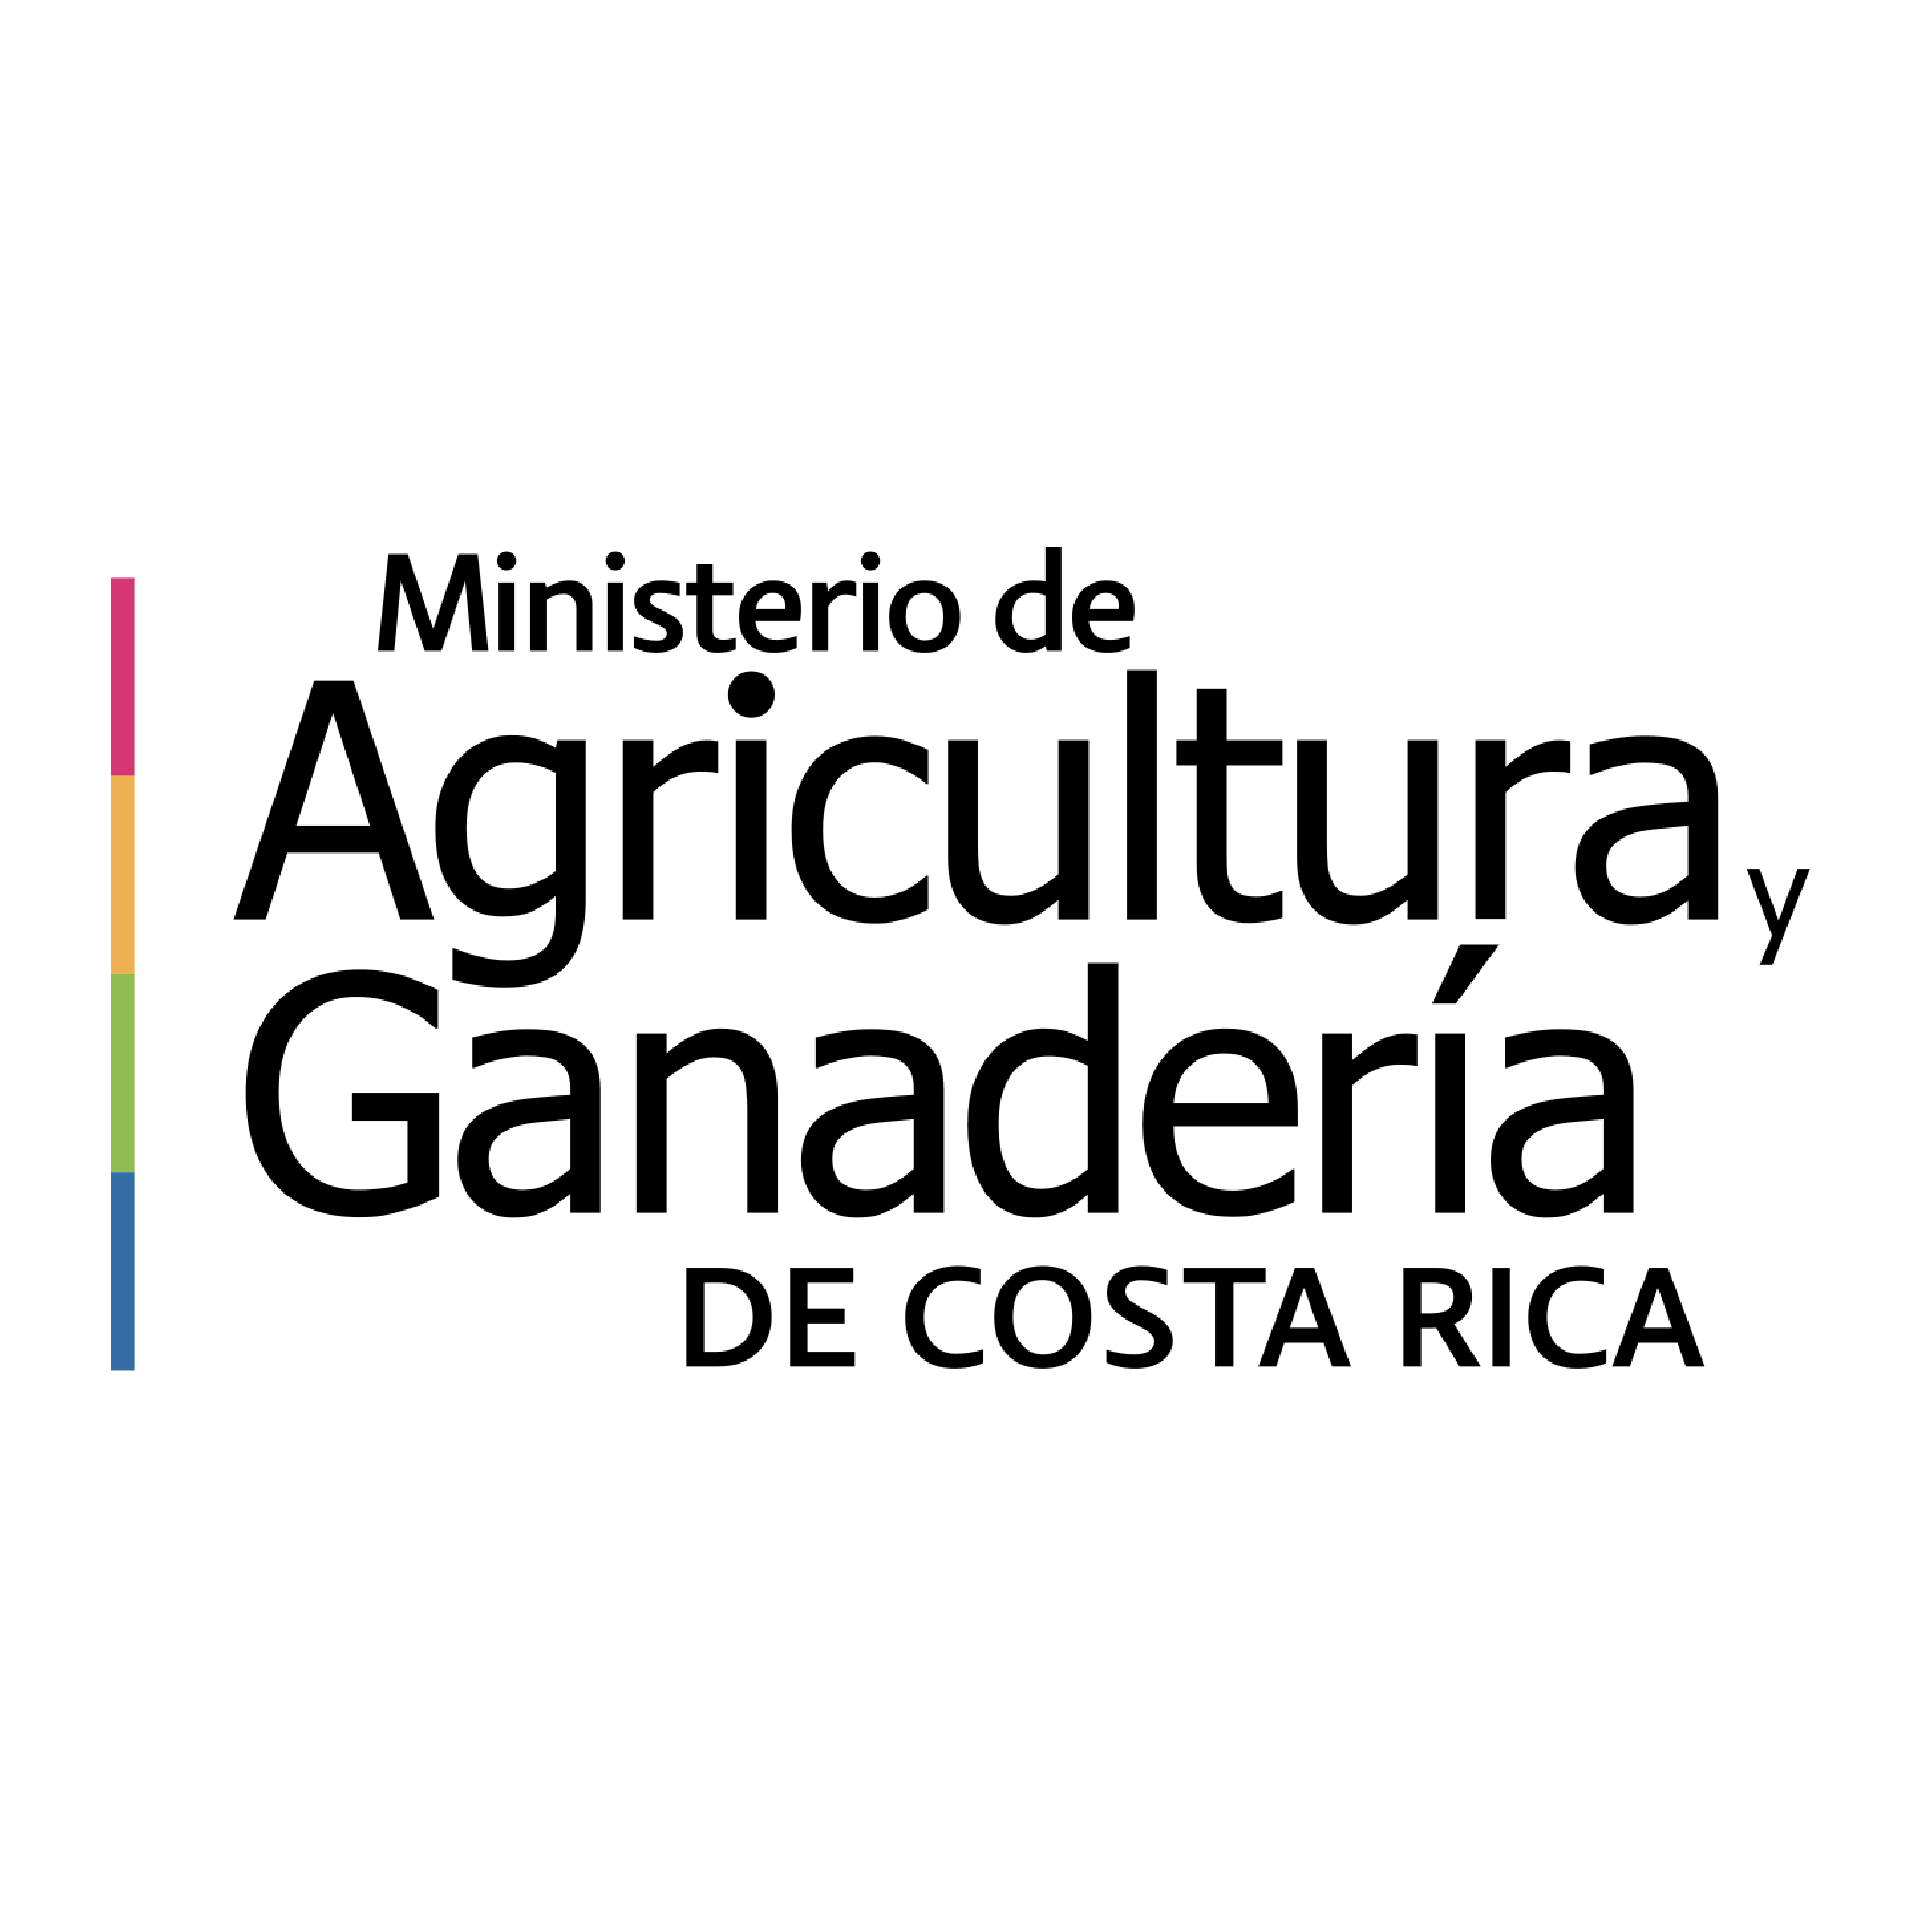 Ministerio de
Agricultura y
Ganadería
DE COSTA RICA